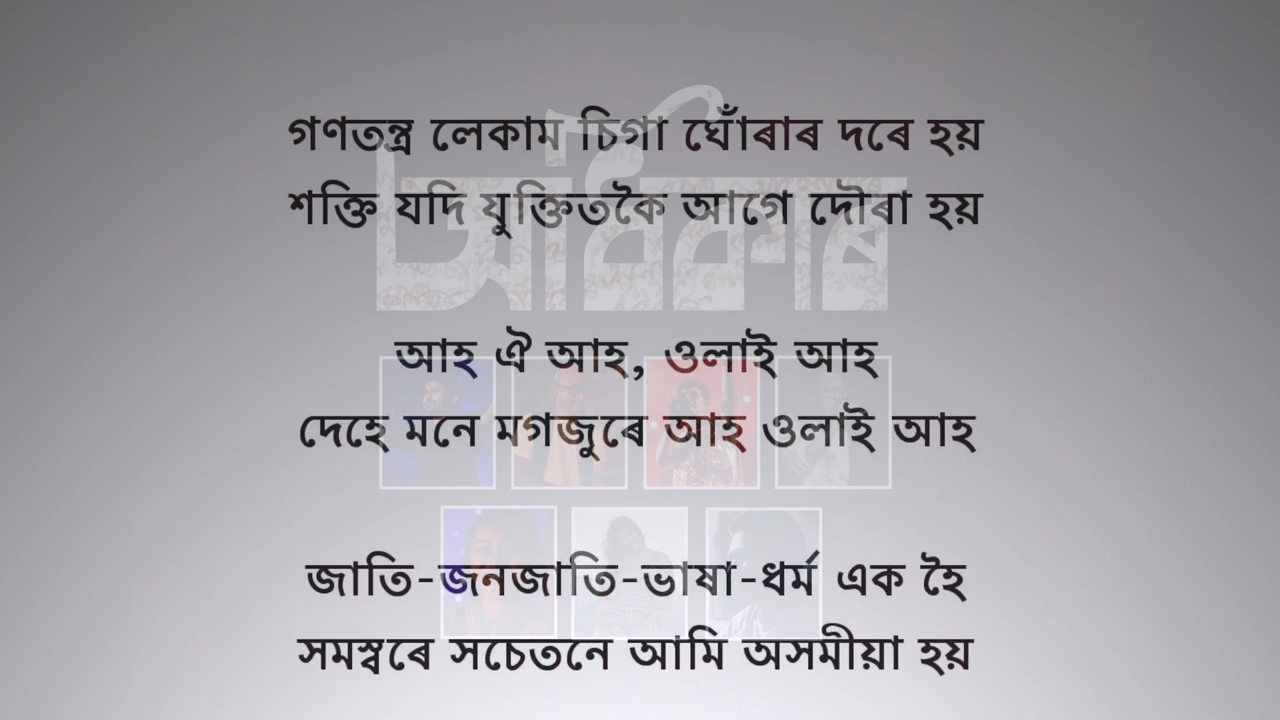 গণতন্ত্ৰ লেকাম চিগা ঘোঁৰাৰ দৰে হয়
শক্তি যদি যুক্তিতকৈ আগে দৌৰা হয়
অধিকাৰ
আহ ঐ আহ, ওলাই আহ
দেহে মনে মগজুৰে আহ ওলাই আহ
জাতি-জনজাতি-ভাষা-ধৰ্ম এক হৈ
সমস্বৰে সচেতনে আমি অসমীয়া হয়